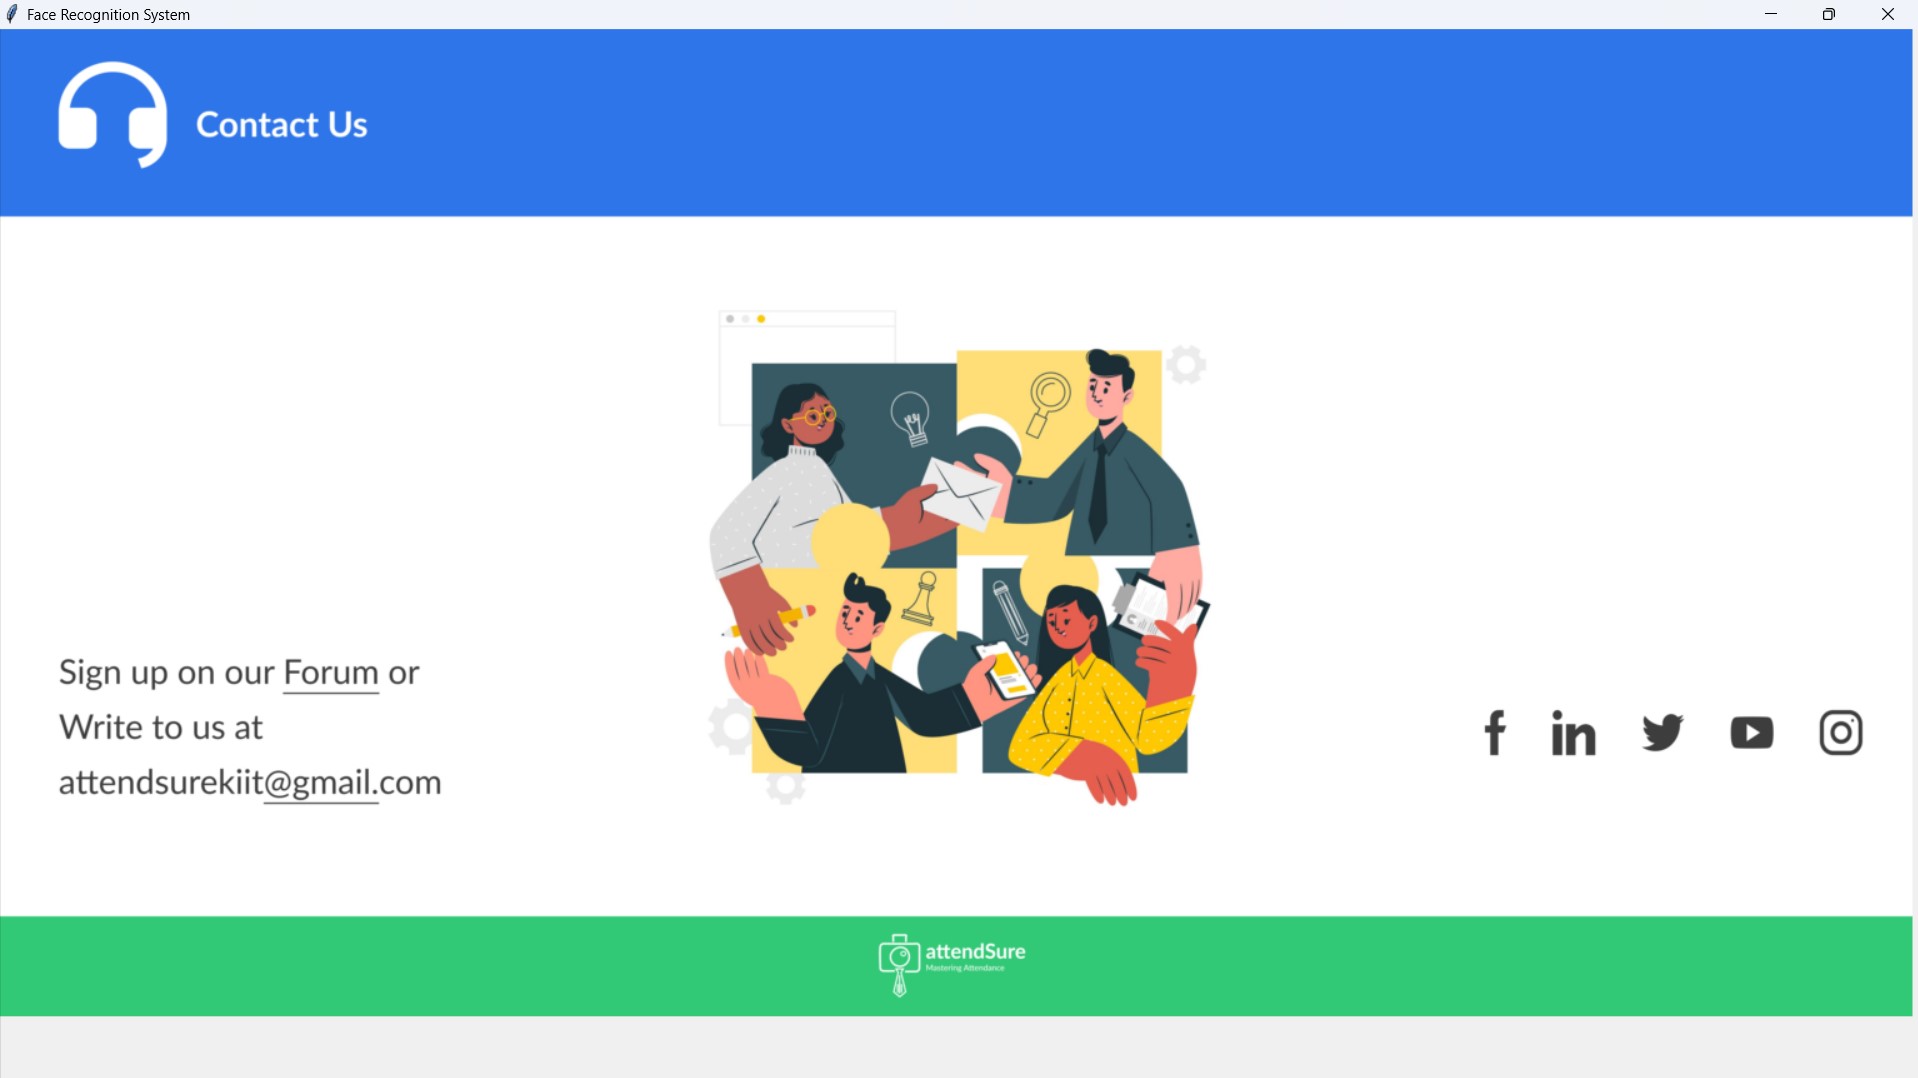 Face Recognition System
Contact Us
Sign up on our Forum or
Write to us at
attendsurekiit@gmail.com
attendSure
Mastering Attendance